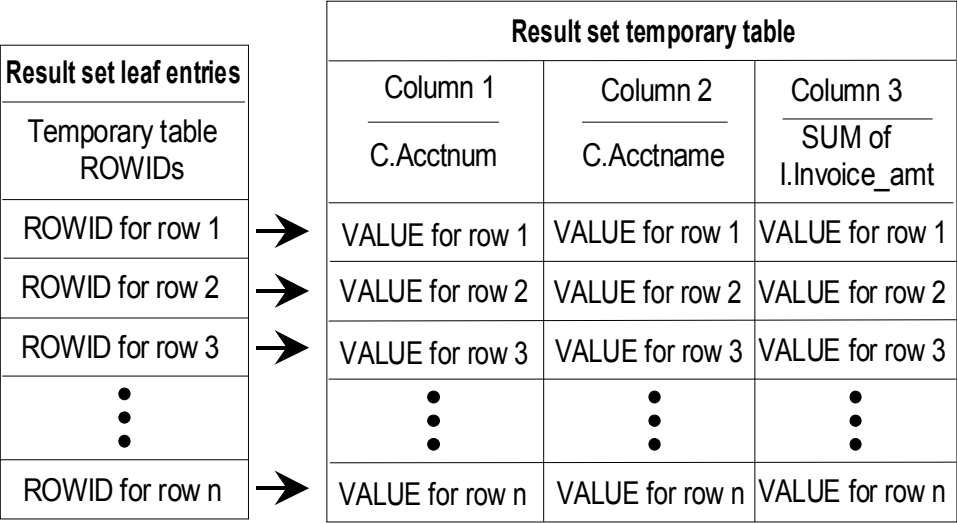 Result set leaf entries
Temporary table
ROWIDs
ROWID for row 1
ROWID for row 2
ROWID for row 3
ROWID for row n
Result set temporary table
Column 1
Column 2
Column 3
C.Acctnum
C.Acctname
SUM of
I.Invoice_amt
VALUE for row 1 VALUE for row 1 VALUE for row 1
VALUE for row 2 VALUE for row 2 VALUE for row 2
VALUE for row 3 VALUE for row 3 VALUE for row 3
VALUE for row n VALUE for row n VALUE for row n